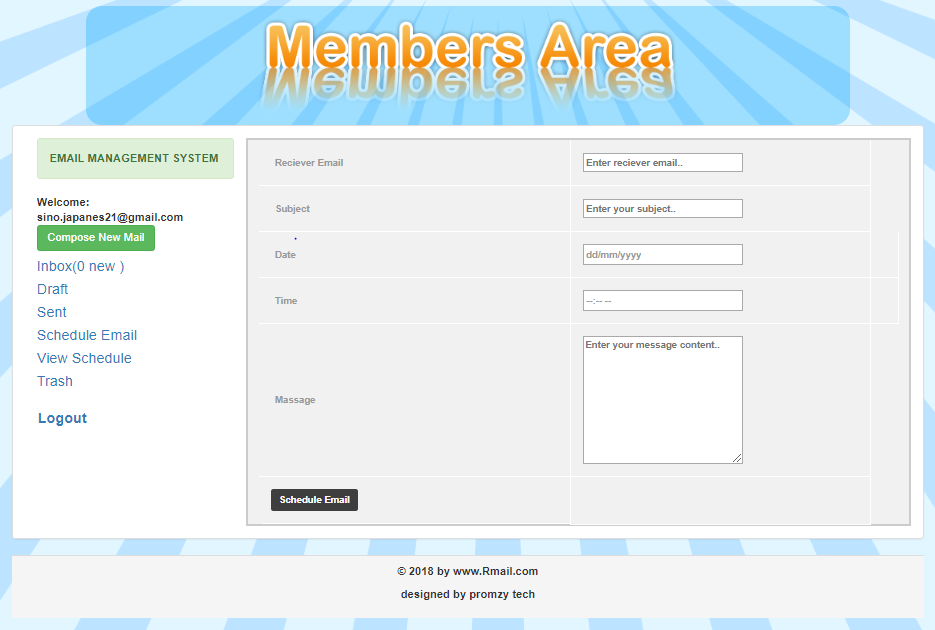 Members Area
EMAIL MANAGEMENT SYSTEM
Welcome:
sino.japanes21@gmail.com
Compose New Mail
Inbox(0 new )
Draft
Sent
Schedule Email
View Schedule
Trash
Logout
Reciever Email
Enter reciever email..
Subject
Enter your subject..
Date
dd/mm/yyyy
Time
--:-- --
Massage
Enter your message content..
Schedule Email
© 2018 by www.Rmail.com
designed by promzy tech